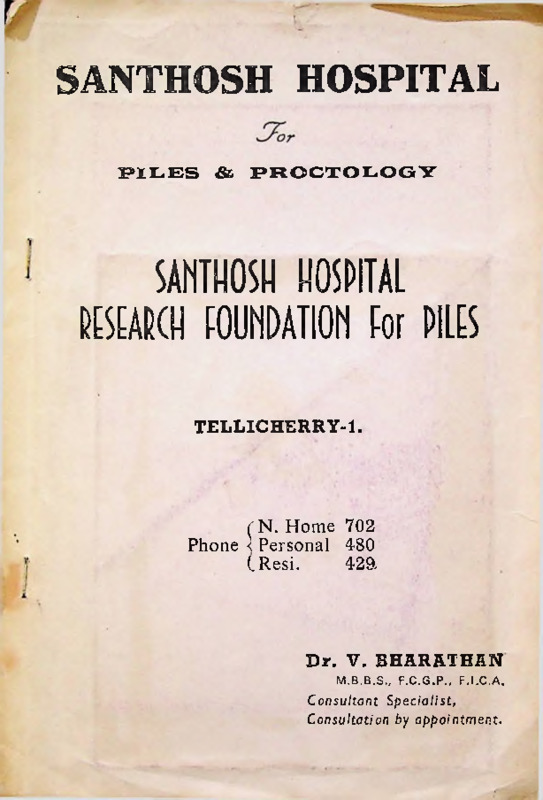 SANTHOSH HOSPITAL
For
PILES & PROCTOLOGY
SANTHOSH HOSPITAL
RESEARCH FOUNDATION For PILES
TELLICHERRY-1.
Phone { N. Home 702
Personal 480
Resi. 429
Dr. V. BHARATHAN
M.B.B.S., F.C.G.P., F.I.C.A.
Consultant Specialist,
Consultation by appointment.